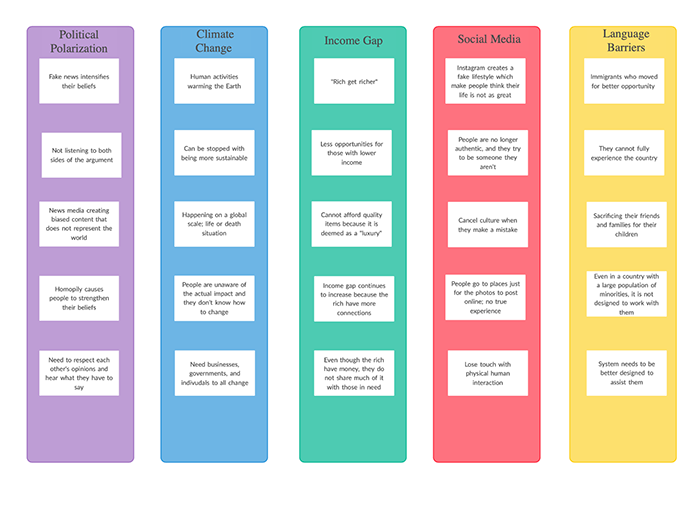 Political
Polarization
Fake news intensifies
their beliefs
Not listening to both
sides of the argument
News media creating
biased content that
does not represent the
world
Homopily causes
people to strengthen
their beliefs
Need to respect each
other's opinions and
hear what they have to
say
Climate
Change
Human activities
warming the Earth
Can be stopped with
being more sustainable
Happening on a global
scale; life or death
situation
People are unaware of
the actual impact and
they don't know how
to change
Need businesses,
governments, and
indivudals to all change
Income Gap
"Rich get richer"
Less opportunities for
those with lower
income
Cannot afford quality
items because it is
deemed as a "luxury"
Income gap continues
to increase because the
rich have more
connections
Even though the rich
have money, they do
not share much of it
with those in need
Social Media
Instagram creates a
fake lifestyle which
make people think their
life is not as great
People are no longer
authentic, and they try
to be someone they
aren't
Cancel culture when
they make a mistake
People go to places just
for the photos to post
online; no true
experience
Lose touch with
physical human
interaction
Language
Barriers
Immigrants who moved
for better opportunity
They cannot fully
experience the country
Sacrificing their friends
and families for their
children
Even in a country with
a large population of
minorities, it is not
designed to work with
them
System needs to be
better designed to
assist them